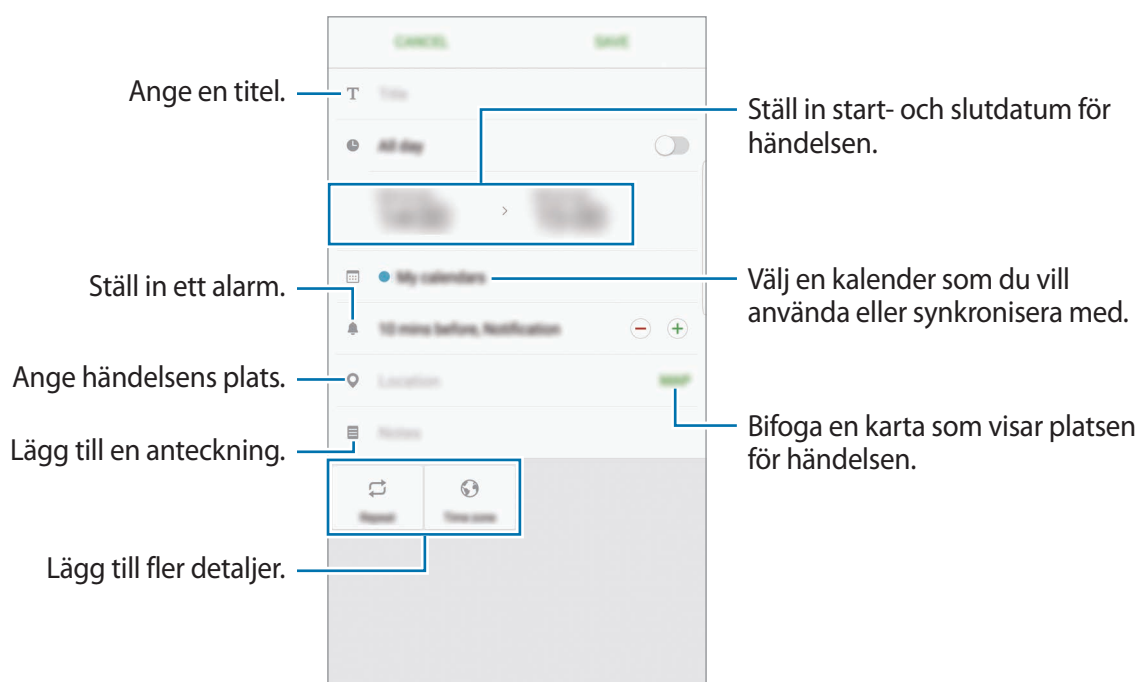 CANCEL SAVE
Ange en titel.
T Title
Ställ in start- och slutdatum för
händelsen.
All day
Ställ in ett alarm.
My calendars
Välj en kalender som du vill
använda eller synkronisera med.
10 mins before, Notification
Ange händelsens plats.
Location
MAP
Lägg till en anteckning.
Notes
Bifoga en karta som visar platsen
för händelsen.
Repeat Time zone
Lägg till fler detaljer.